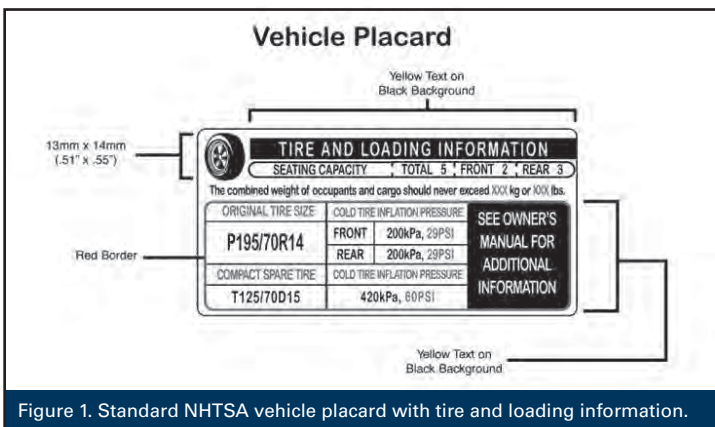 Vehicle Placard
Yellow Text on
Black Background
13mm x 14mm
(.51" x .55")
TIRE AND LOADING INFORMATION
SEATING CAPACITY TOTAL 5 FRONT 2 REAR 3
The combined weight of occupants and cargo should never exceed XXX kg or XXX lbs.
ORIGINAL TIRE SIZE COLD TIRE INFLATION PRESSURE
P195/70R14
FRONT 200kPa, 29PSI
REAR 200kPa, 29PSI
COMPACT SPARE TIRE COLD TIRE INFLATION PRESSURE
T125/70D15 420kPa, 60PSI
SEE OWNER'S
MANUAL FOR
ADDITIONAL
INFORMATION
Red Border
Yellow Text on
Black Background
Figure 1. Standard NHTSA vehicle placard with tire and loading information.